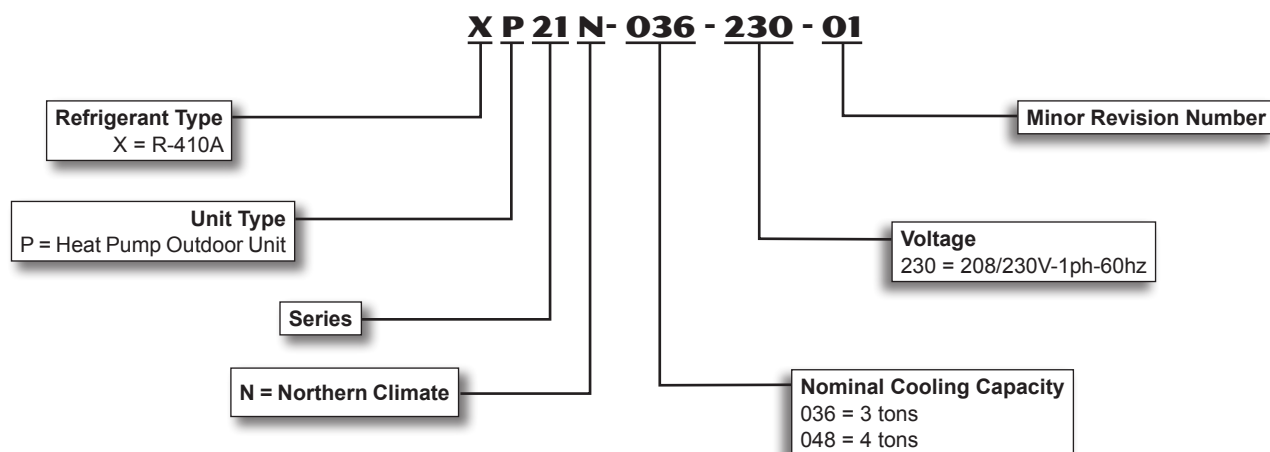 X P 21 N- 036 - 230 - 01
Refrigerant Type
X = R-410A
Minor Revision Number
Unit Type
P = Heat Pump Outdoor Unit
Voltage
230 = 208/230V-1ph-60hz
Series
N = Northern Climate
Nominal Cooling Capacity
036 = 3 tons
048 = 4 tons